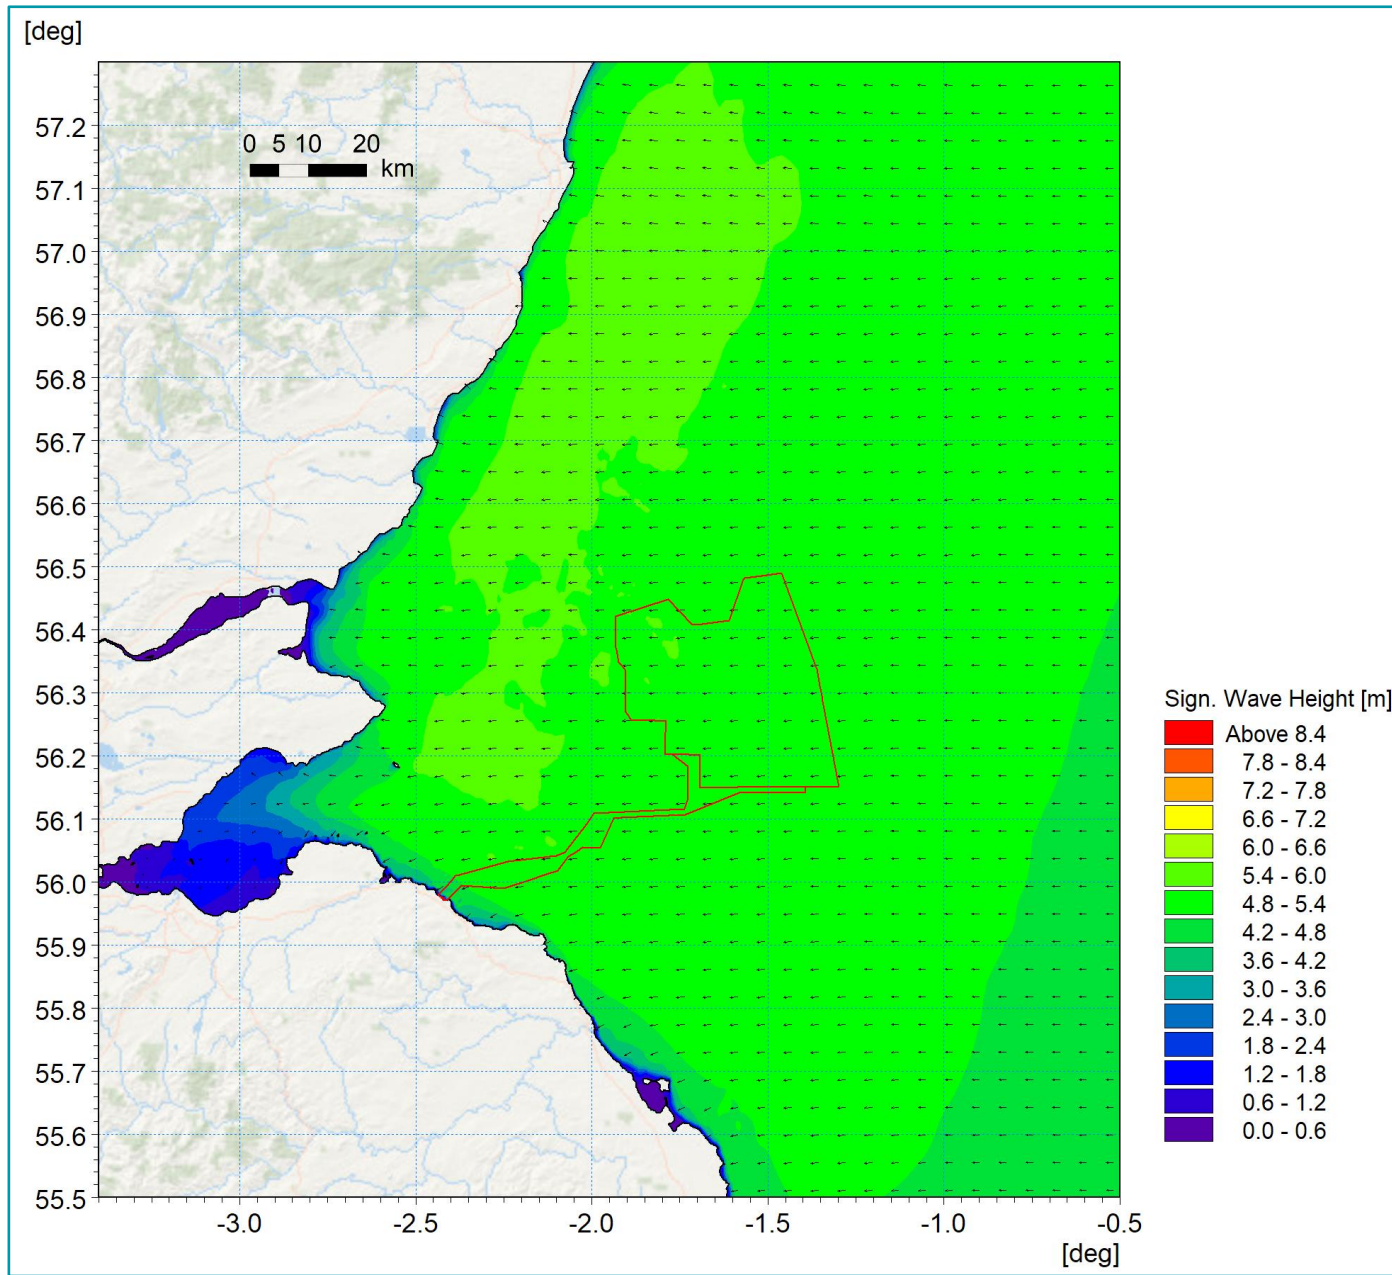 [deg]
57.2
57.1
57.0
56.9
56.8
56.7
56.6
56.5
56.4
56.3
56.2
56.1
56.0
55.9
55.8
55.7
55.6
55.5
0 5 10 20
km
-3.0 -2.5 -2.0 -1.5 -1.0 -0.5
[deg]
Sign. Wave Height [m]
Above 8.4
7.8 - 8.4
7.2 - 7.8
6.6 - 7.2
6.0 - 6.6
5.4 - 6.0
4.8 - 5.4
4.2 - 4.8
3.6 - 4.2
3.0 - 3.6
2.4 - 3.0
1.8 - 2.4
1.2 - 1.8
0.6 - 1.2
0.0 - 0.6